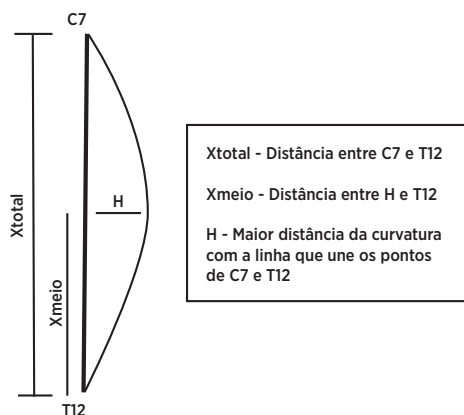 C7
Xtotal
H
Xmeio
T12
Xtotal - Distância entre C7 e T12
Xmeio - Distância entre H e T12
H - Maior distância da curvatura
com a linha que une os pontos
de C7 e T12